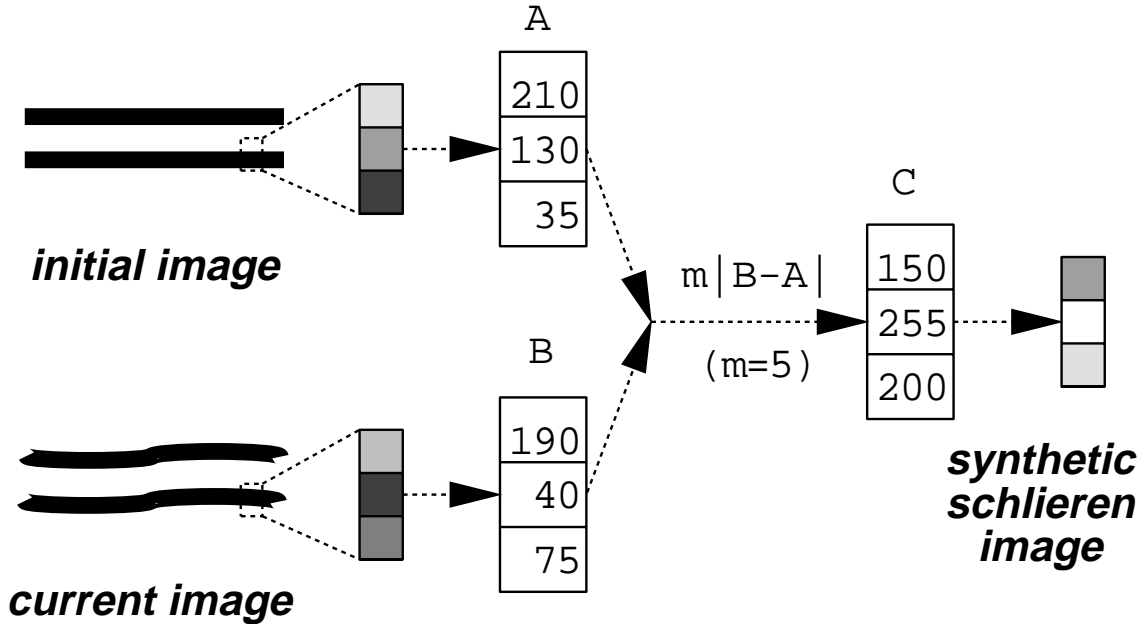 A
210
130
35
initial image
B
190
40
75
current image
m|B-A|
(m=5)
C
150
255
200
synthetic
schlieren
image